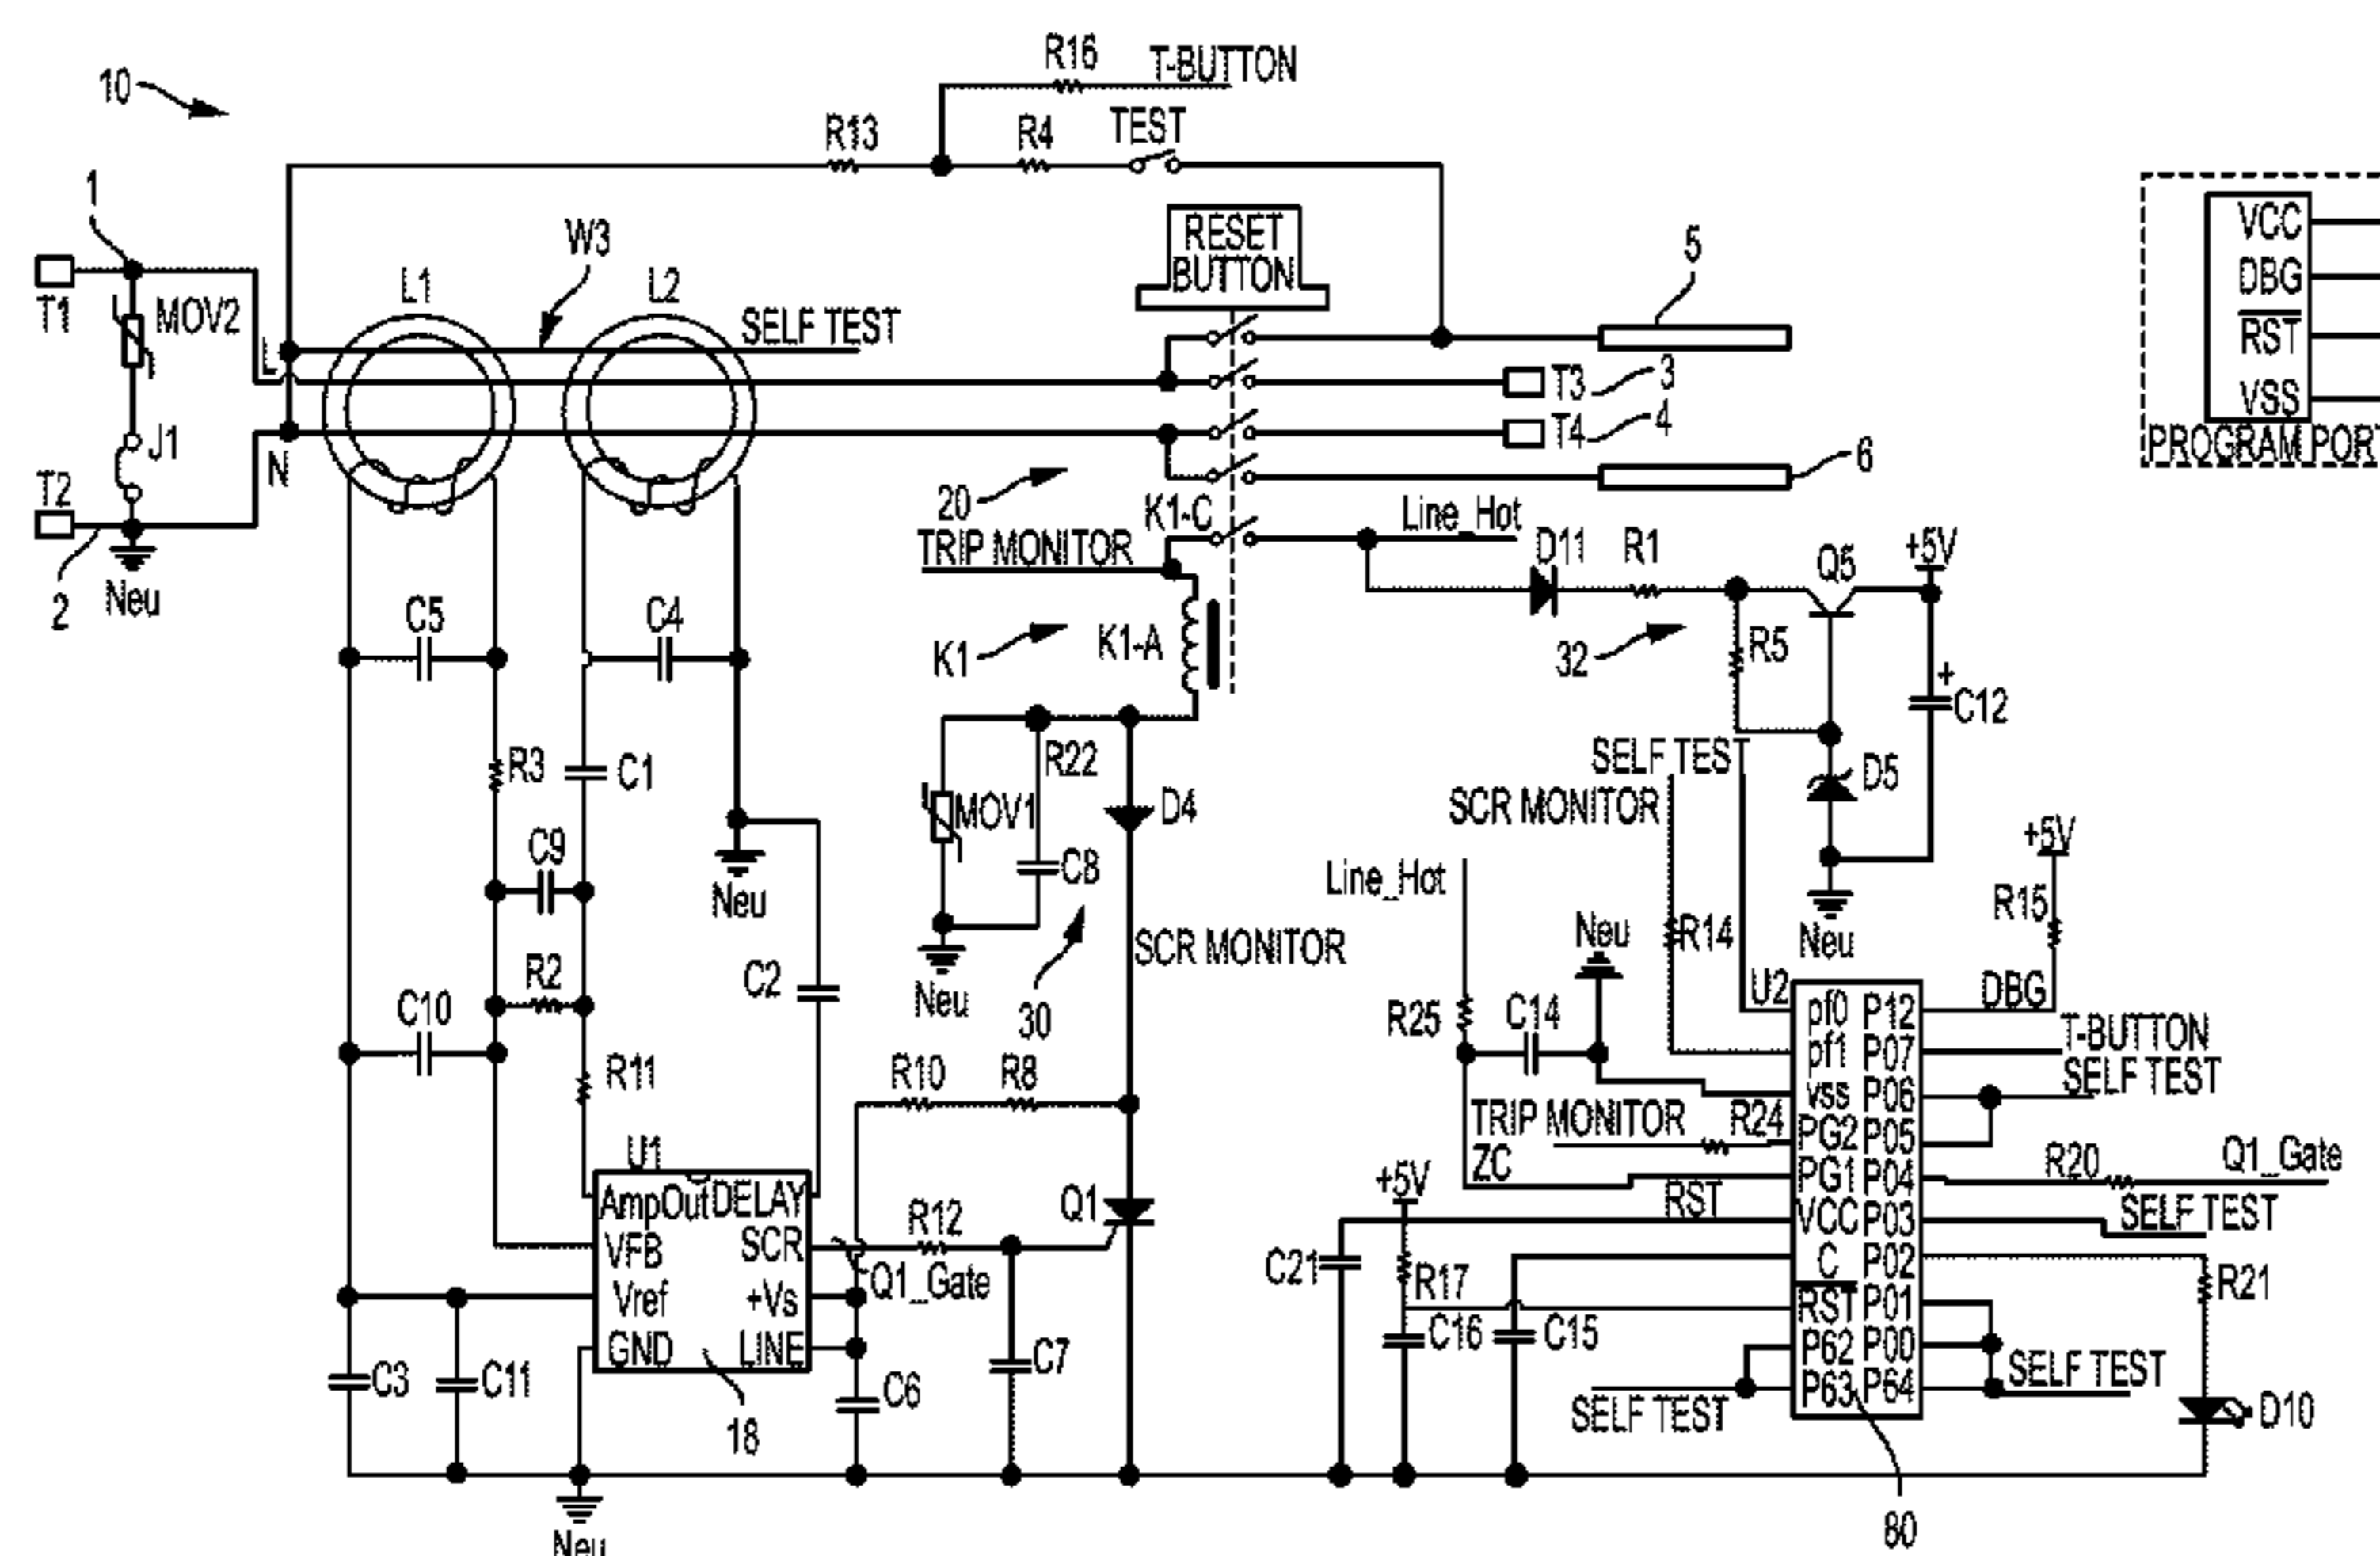 10
R16
T-BUTTON
R13
R4
TEST
1
W3
RESET
BUTTON
5
VCC
DBG
RST
VSS
PROGRAM PORT
T1
MOV2
L1
L2
SELF TEST
L
T3
3
T4
4
J1
N
T2
6
20
K1-C
Line_Hot
TRIP MONITOR
D11
R1
Q5
+5V
2
Neu
C5
C4
K1
K1-A
32
R5
C12
+
R3
C1
R22
MOV1
D4
SELF TEST
SCR MONITOR
D5
+5V
C9
Neu
C8
Line_Hot
Neu
R14
Neu
R15
SCR MONITOR
R2
C2
Neu
30
C10
R25
C14
U2
DBG
R11
R10
R8
pf0 P12
pf1 P07
vss P06
PG2 P05
PG1 P04
VCC P03
C P02
RST P01
P62 P00
P63 P64
T-BUTTON
SELF TEST
TRIP MONITOR
R24
ZC
RST
R20
Q1_Gate
SELF TEST
U1
AmpOut DELAY
VFB SCR
Vref +Vs
GND LINE
R12
Q1
Q1_Gate
+5V
C21
R17
C16
C15
R21
C3
C11
18
C6
C7
SELF TEST
SELF TEST
D10
Neu
80